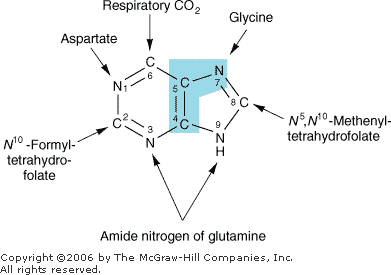 Respiratory CO₂
Glycine
Aspartate
C
6
N
7
N
1
5
C
8
C
C
2
4
C
3
N
9
N
H
N¹⁰-Formyl-
tetrahydro-
folate
N⁵,N¹⁰-Methenyl-
tetrahydrofolate
Amide nitrogen of glutamine
Copyright ©2006 by The McGraw-Hill Companies, Inc.
All rights reserved.